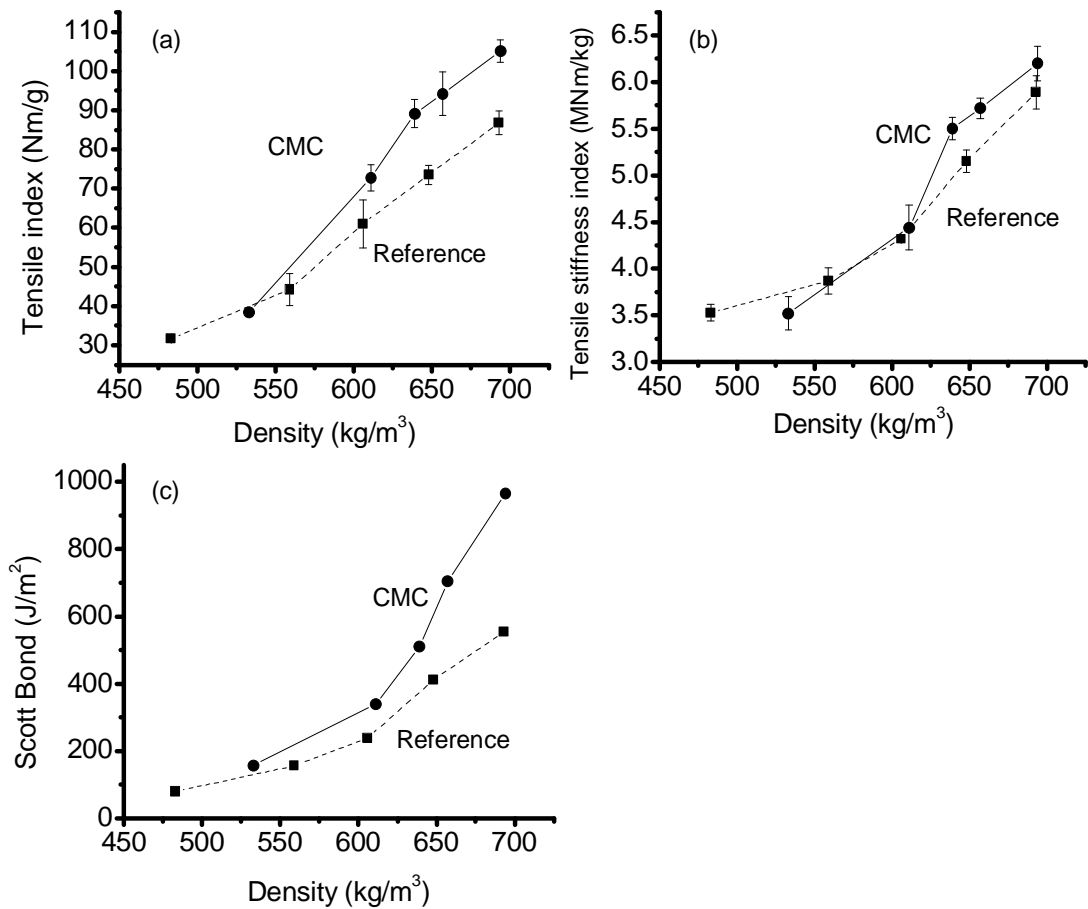 (a)
Tensile index (Nm/g)
110
100
90
80
70
60
50
40
30
CMC
Reference
450 500 550 600 650 700
Density (kg/m³)
(b)
Tensile stiffness index (MNm/kg)
6.5
6.0
5.5
5.0
4.5
4.0
3.5
3.0
CMC
Reference
450 500 550 600 650 700
Density (kg/m³)
(c)
Scott Bond (J/m²)
1000
800
600
400
200
0
CMC
Reference
450 500 550 600 650 700
Density (kg/m³)